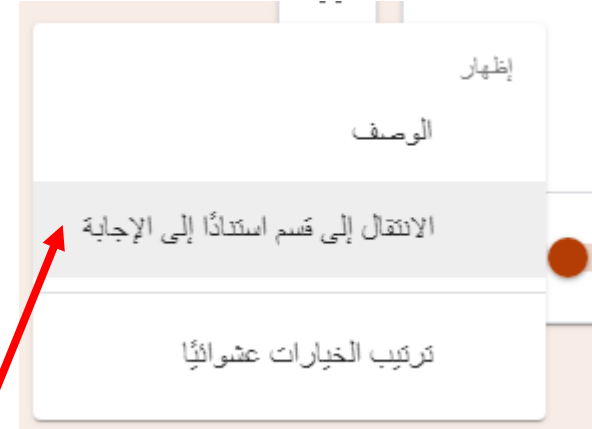 إظهار
الوصف
الانتقال إلى قسم استنادًا إلى الإجابة
ترتيب الخيارات عشوائيًا